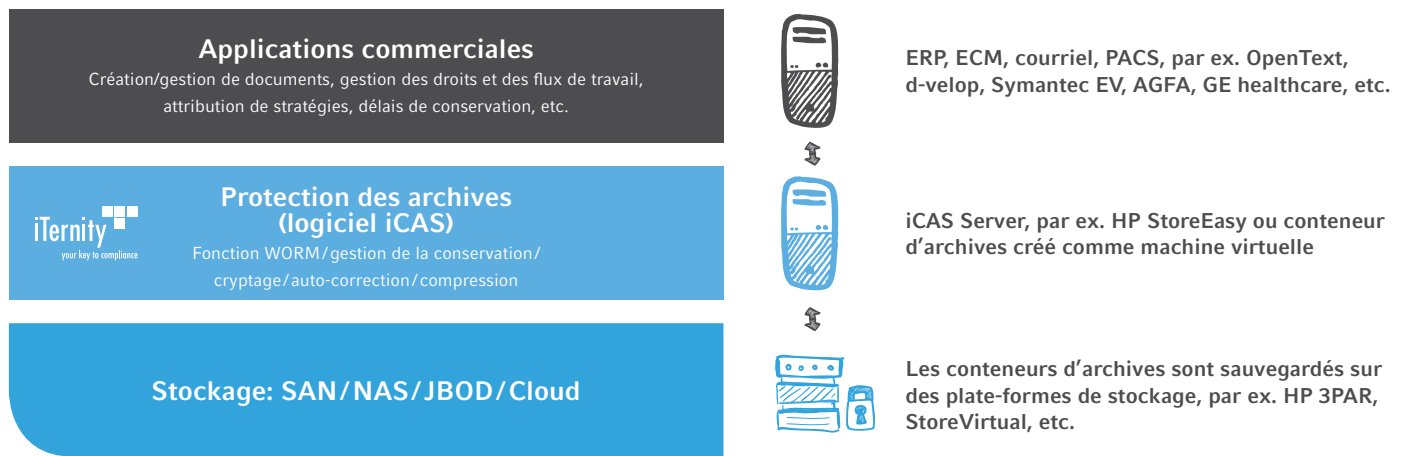 Applications commerciales
Création/gestion de documents, gestion des droits et des flux de travail,
attribution de stratégies, délais de conservation, etc.
ERP, ECM, courriel, PACS, par ex. OpenText,
d-velop, Symantec EV, AGFA, GE healthcare, etc.
iTernity
your key to compliance
Protection des archives
(logiciel iCAS)
Fonction WORM/gestion de la conservation/
cryptage/auto-correction/compression
iCAS Server, par ex. HP StoreEasy ou conteneur
d’archives créé comme machine virtuelle
Stockage: SAN/NAS/JBOD/Cloud
Les conteneurs d’archives sont sauvegardés sur
des plate-formes de stockage, par ex. HP 3PAR,
StoreVirtual, etc.